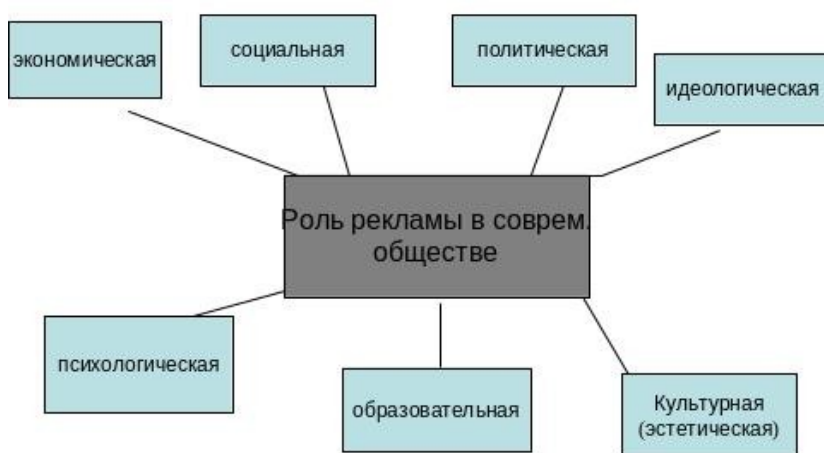 экономическая
социальная
политическая
идеологическая
Роль рекламы в соврем.
обществе
психологическая
образовательная
Культурная
(эстетическая)